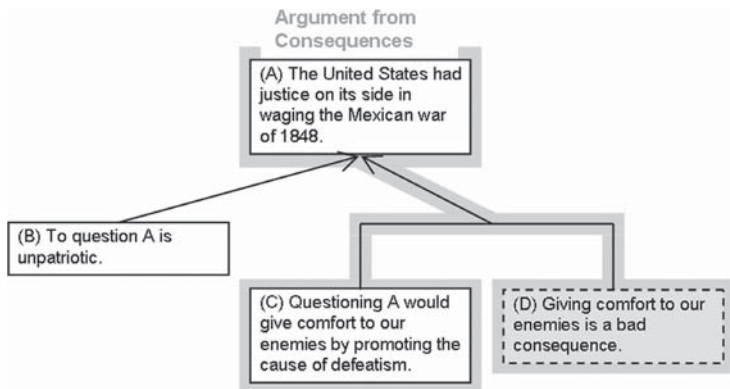 Argument from
Consequences
(A) The United States had
justice on its side in
waging the Mexican war
of 1848.
(B) To question A is
unpatriotic.
(C) Questioning A would
give comfort to our
enemies by promoting the
cause of defeatism.
(D) Giving comfort to our
enemies is a bad
consequence.